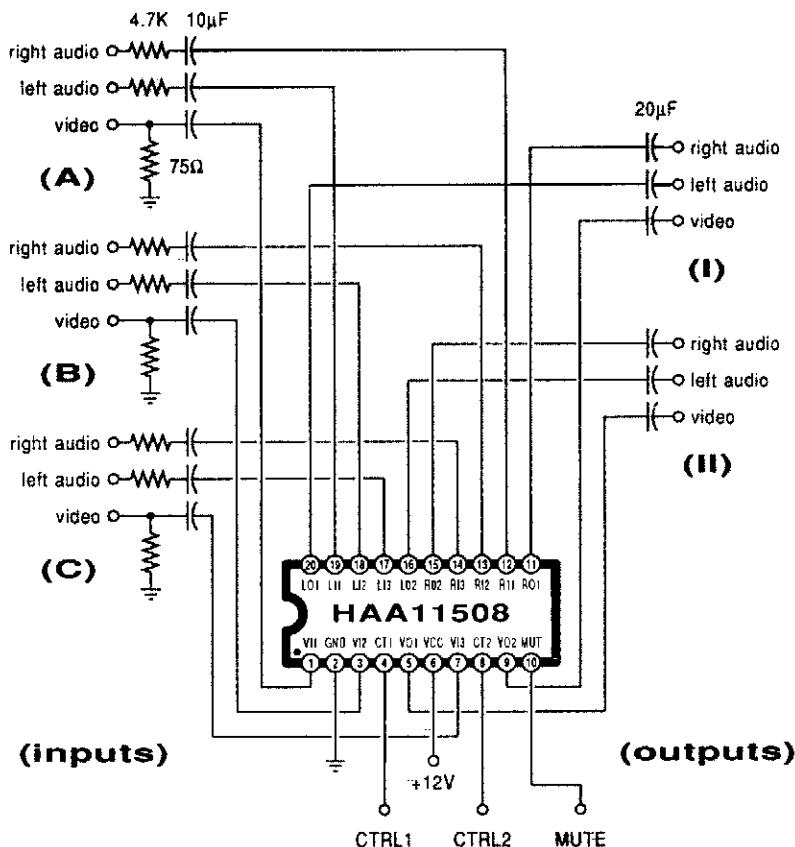 4.7K 10µF
right audio
left audio
video
75Ω
(A)
20µF
right audio
left audio
video
(I)
right audio
left audio
video
(B)
right audio
left audio
video
(II)
right audio
left audio
video
(C)
20 19 18 17 16 15 14 13 12 11
LO1 LI1 LI2 LI3 LO2 RO2 RI3 RI2 RI1 RO1
HAA11508
VI1 GND VI2 CT1 VO1 VCC VI3 CT2 VO2 MUT
1 2 3 4 5 6 7 8 9 10
(inputs)
(outputs)
+12V
CTRL1 CTRL2 MUTE